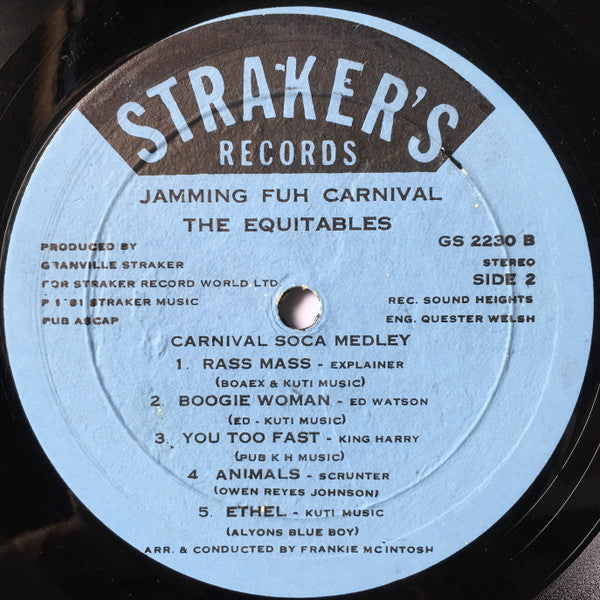 STRAKER'S
RECORDS
JAMMING FUH CARNIVAL
THE EQUITABLES
PRODUCED BY
GRANVILLE STRAKER
FOR STRAKER RECORD WORLD LTD
P 1981 STRAKER MUSIC
PUB ASCAP
GS 2230 B
STEREO
SIDE 2
REC. SOUND HEIGHTS
ENG. QUESTER WELSH
CARNIVAL SOCA MEDLEY
1. RASS MASS - EXPLAINER
(BOAEX & KUTI MUSIC)
2. BOOGIE WOMAN - ED WATSON
(ED - KUTI MUSIC)
3. YOU TOO FAST - KING HARRY
(PUB K H MUSIC)
4 ANIMALS - SCRUNTER
(OWEN REYES JOHNSON)
5. ETHEL - KUTI MUSIC
(ALYONS BLUE BOY)
ARR. & CONDUCTED BY FRANKIE MCINTOSH